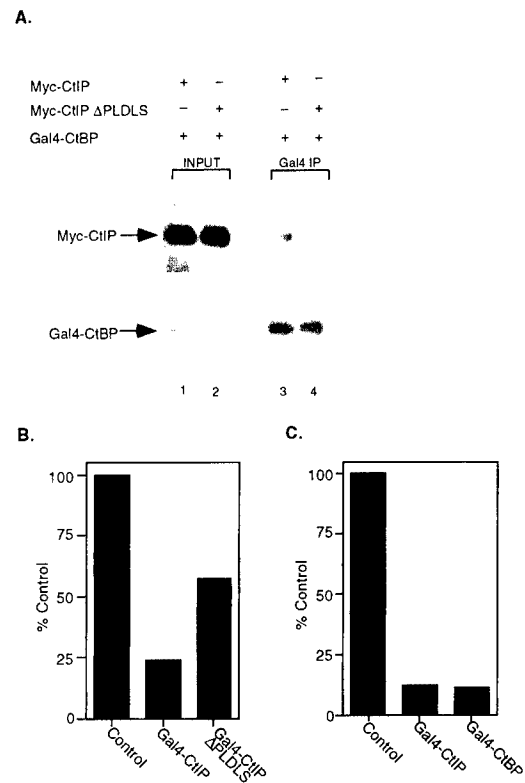 A.
Myc-CtIP + − + −
Myc-CtIP ΔPLDLS − + − +
Gal4-CtBP + + + +
INPUT Gal4 IP
Myc-CtIP
Gal4-CtBP
1 2 3 4
B.
% Control
100
75
50
25
0
Control
Gal4-CtIP
Gal4-CtIP
ΔPLDLS
C.
% Control
100
75
50
25
0
Control
Gal4-CtIP
Gal4-CtBP